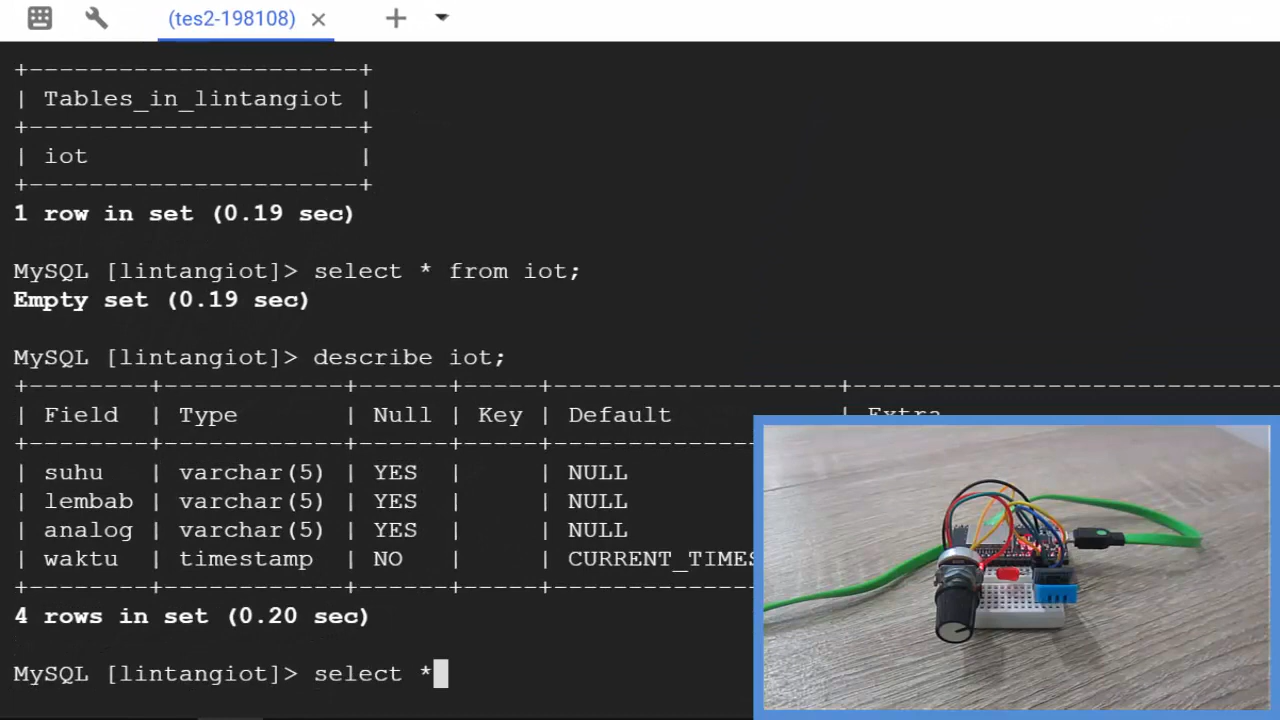 (tes2-198108)
+----------------------+
| Tables_in_lintangiot |
+----------------------+
| iot                  |
+----------------------+
1 row in set (0.19 sec)
MySQL [lintangiot]> select * from iot;
Empty set (0.19 sec)
MySQL [lintangiot]> describe iot;
+--------+------------+------+-----+-------------------+----------------------------
| Field  | Type       | Null | Key | Default           | Extra
+--------+------------+------+-----+-------------
| suhu   | varchar(5) | YES  |     | NULL
| lembab | varchar(5) | YES  |     | NULL
| analog | varchar(5) | YES  |     | NULL
| waktu  | timestamp  | NO   |     | CURRENT_TIMES
+--------+------------+------+-----+-------------
4 rows in set (0.20 sec)
MySQL [lintangiot]> select *